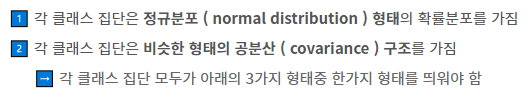 1 각 클래스 집단은 정규분포 ( normal distribution ) 형태의 확률분포를 가짐
2 각 클래스 집단은 비슷한 형태의 공분산 ( covariance ) 구조를 가짐
→ 각 클래스 집단 모두가 아래의 3가지 형태중 한가지 형태를 띄워야 함